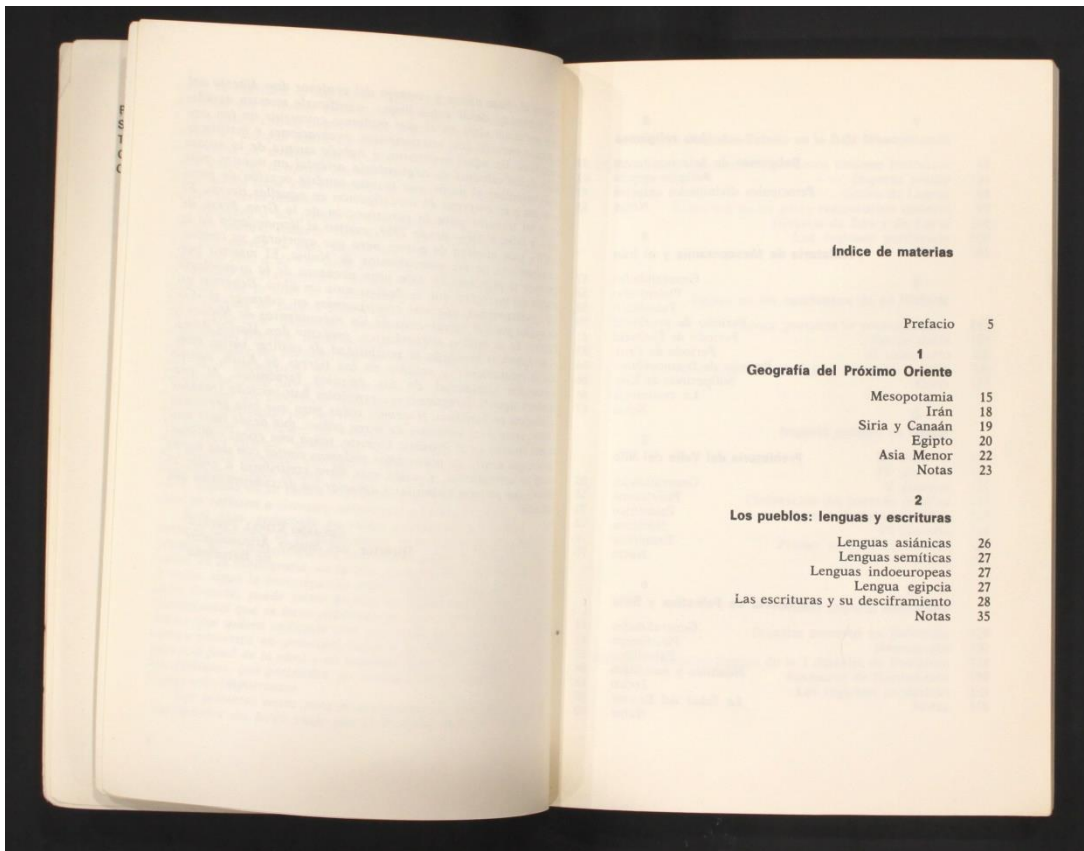 Índice de materias
Prefacio 5
1
Geografía del Próximo Oriente
Mesopotamia 15
Irán 18
Siria y Canaán 19
Egipto 20
Asia Menor 22
Notas 23
2
Los pueblos: lenguas y escrituras
Lenguas asiánicas 26
Lenguas semíticas 27
Lenguas indoeuropeas 27
Lengua egipcia 27
Las escrituras y su desciframiento 28
Notas 35